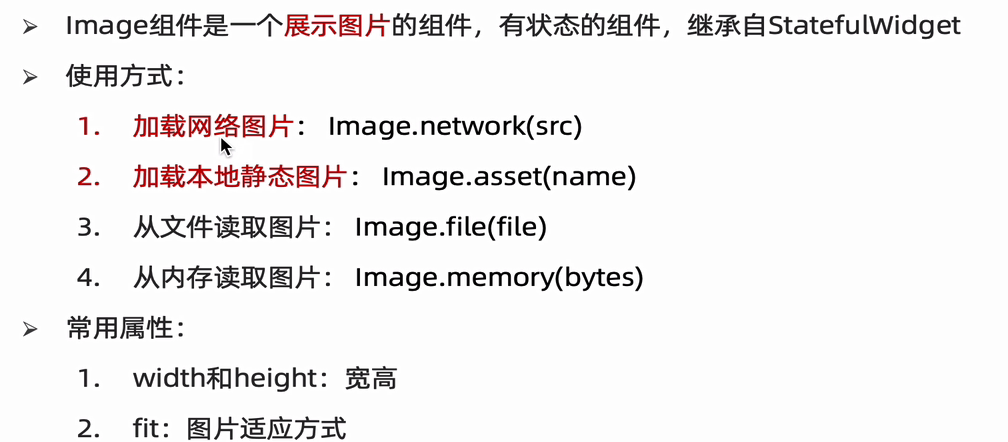 ➢ Image组件是一个展示图片的组件，有状态的组件，继承自StatefulWidget
➢ 使用方式：
1. 加载网络图片： Image.network(src)
2. 加载本地静态图片： Image.asset(name)
3. 从文件读取图片： Image.file(file)
4. 从内存读取图片： Image.memory(bytes)
➢ 常用属性：
1. width和height：宽高
2. fit：图片适应方式